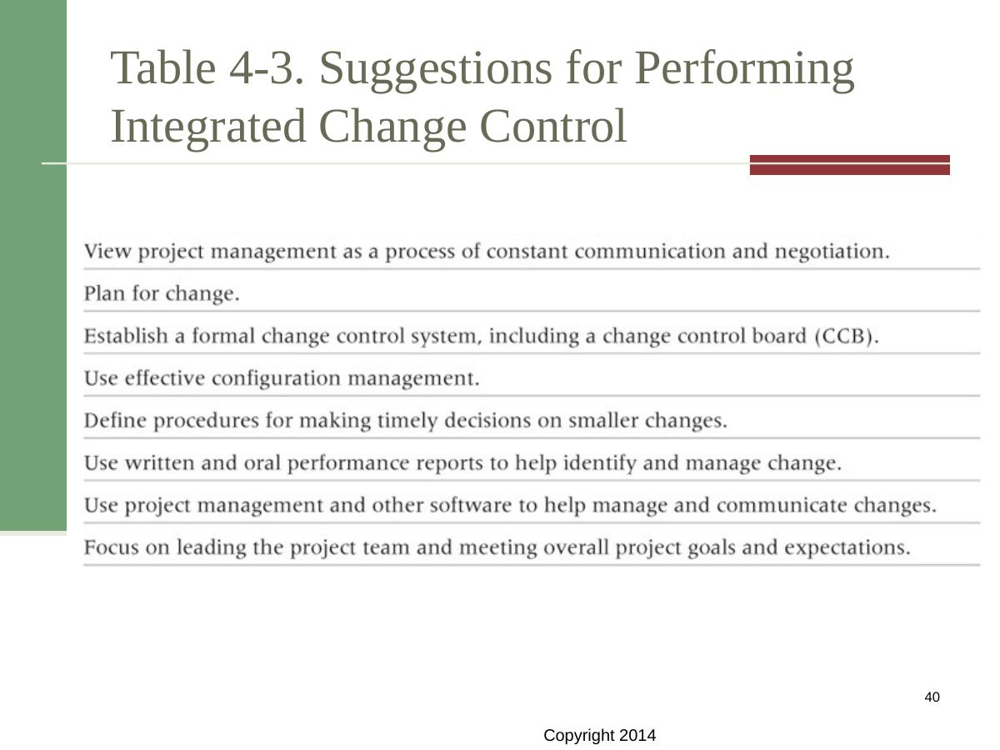 Table 4-3. Suggestions for Performing
Integrated Change Control
View project management as a process of constant communication and negotiation.
Plan for change.
Establish a formal change control system, including a change control board (CCB).
Use effective configuration management.
Define procedures for making timely decisions on smaller changes.
Use written and oral performance reports to help identify and manage change.
Use project management and other software to help manage and communicate changes.
Focus on leading the project team and meeting overall project goals and expectations.
40
Copyright 2014